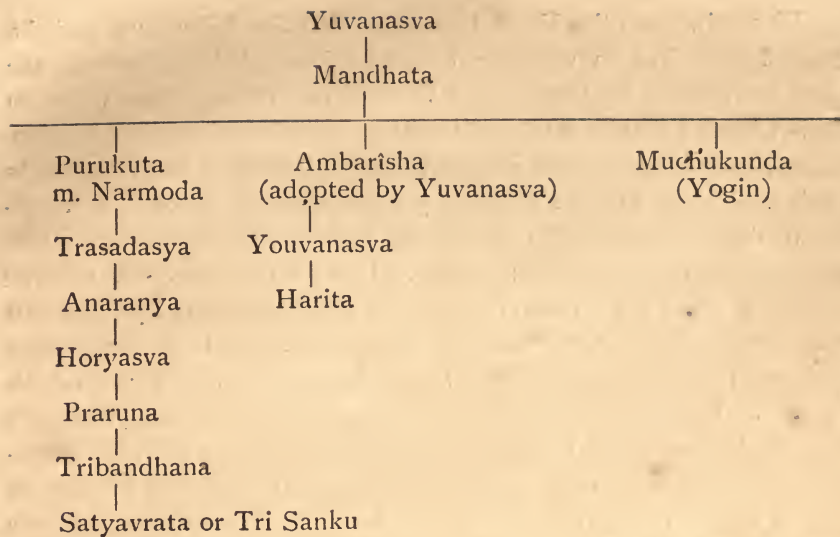 Yuvanasva
Mandhata
Purukuta Ambarîsha Muchukunda
m. Narmoda (adopted by Yuvanasva) (Yogin)
Trasadasya Youvanasva
Anaranya Harita
Horyasva
Praruna
Tribandhana
Satyavrata or Tri Sanku